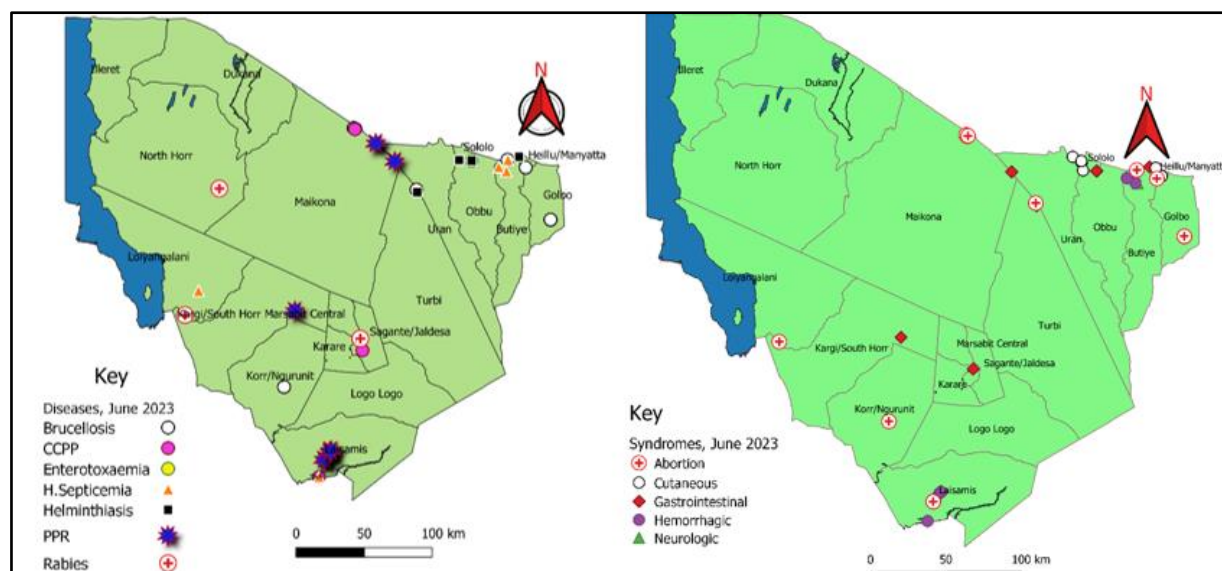 N
Illeret
Dukana
North Horr
Sololo
Heillu/Manyatta
Maikona
Uran
Obbu
Golbo
Butiye
Loiyangalani
Turbi
Kargi/South Horr
Marsabit Central
Sagante/Jaldesa
Karare
Korr/Ngurunit
Logo Logo
Laisamis
Key
Diseases, June 2023
Brucellosis
CCPP
Enterotoxaemia
H.Septicemia
Helminthiasis
PPR
Rabies
0 50 100 km
N
Illeret
Dukana
North Horr
Sololo
Heillu/Manyatta
Maikona
Uran
Obbu
Golbo
Butiye
Loiyangalani
Turbi
Kargi/South Horr
Marsabit Central
Sagante/Jaldesa
Karare
Korr/Ngurunit
Logo Logo
Laisamis
Key
Syndromes, June 2023
Abortion
Cutaneous
Gastrointestinal
Hemorrhagic
Neurologic
0 50 100 km